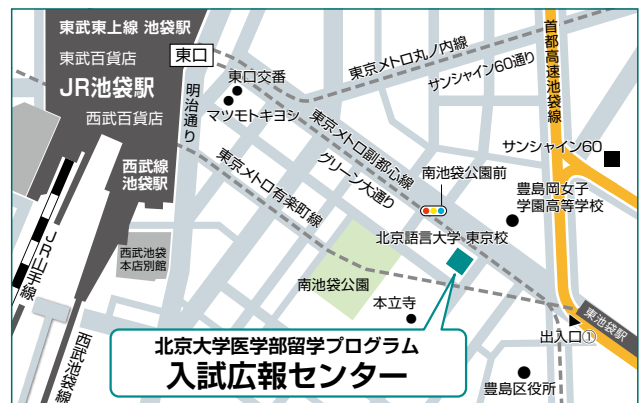 東武東上線 池袋駅
東武百貨店
JR池袋駅
西武百貨店
西武線
池袋駅
東口
明治通り
東口交番
マツモトキヨシ
東京メトロ丸ノ内線
サンシャイン60通り
首都高速池袋線
サンシャイン60
東京メトロ副都心線
グリーン大通り
南池袋公園前
豊島岡女子
学園高等学校
東京メトロ有楽町線
北京語言大学 東京校
JR山手線
西武池袋
本店別館
南池袋公園
本立寺
西武池袋線
東池袋駅
出入口①
豊島区役所
北京大学医学部留学プログラム
入試広報センター